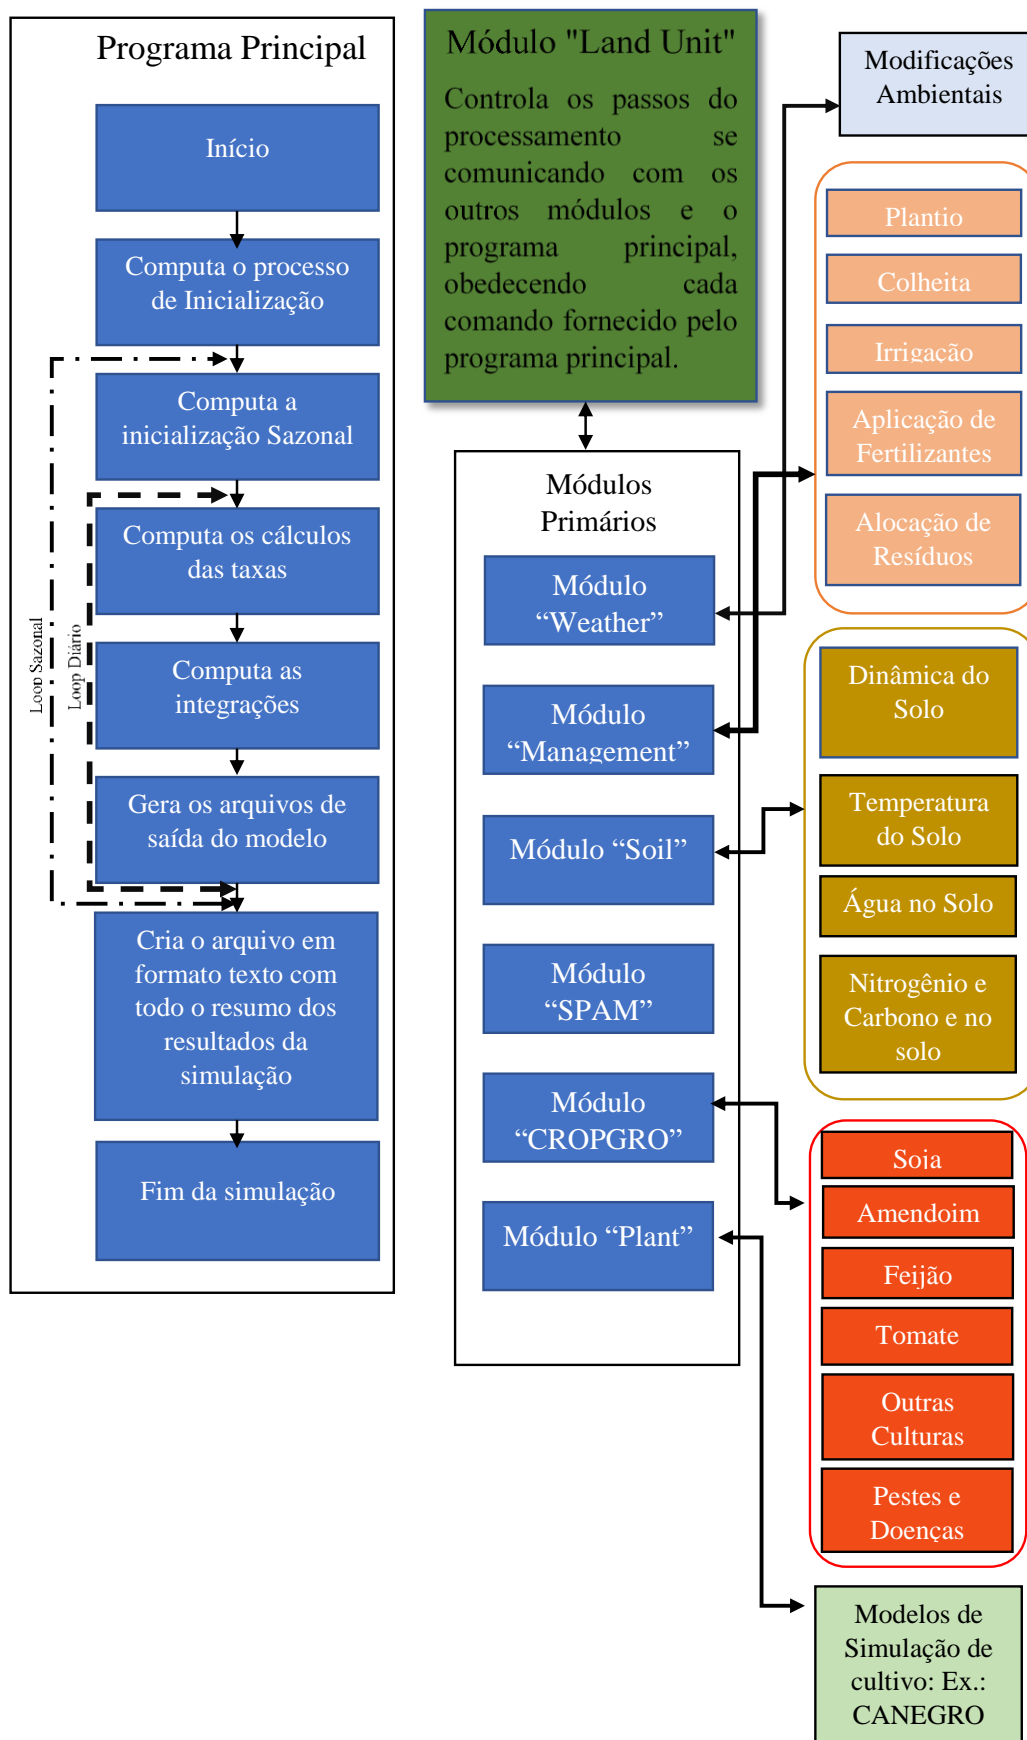 Programa Principal
Início
Computa o processo
de Inicialização
Computa a
inicialização Sazonal
Computa os cálculos
das taxas
Computa as
integrações
Gera os arquivos de
saída do modelo
Cria o arquivo em
formato texto com
todo o resumo dos
resultados da
simulação
Fim da simulação
Loop Sazonal
Loop Diário
Módulo "Land Unit"
Controla os passos do
processamento se
comunicando com os
outros módulos e o
programa principal,
obedecendo cada
comando fornecido pelo
programa principal.
Módulos
Primários
Módulo
“Weather”
Módulo
“Management”
Módulo “Soil”
Módulo
“SPAM”
Módulo
“CROPGRO”
Módulo “Plant”
Modificações
Ambientais
Plantio
Colheita
Irrigação
Aplicação de
Fertilizantes
Alocação de
Resíduos
Dinâmica do
Solo
Temperatura
do Solo
Água no Solo
Nitrogênio e
Carbono e no
solo
Soja
Amendoim
Feijão
Tomate
Outras
Culturas
Pestes e
Doenças
Modelos de
Simulação de
cultivo: Ex.:
CANEGRO